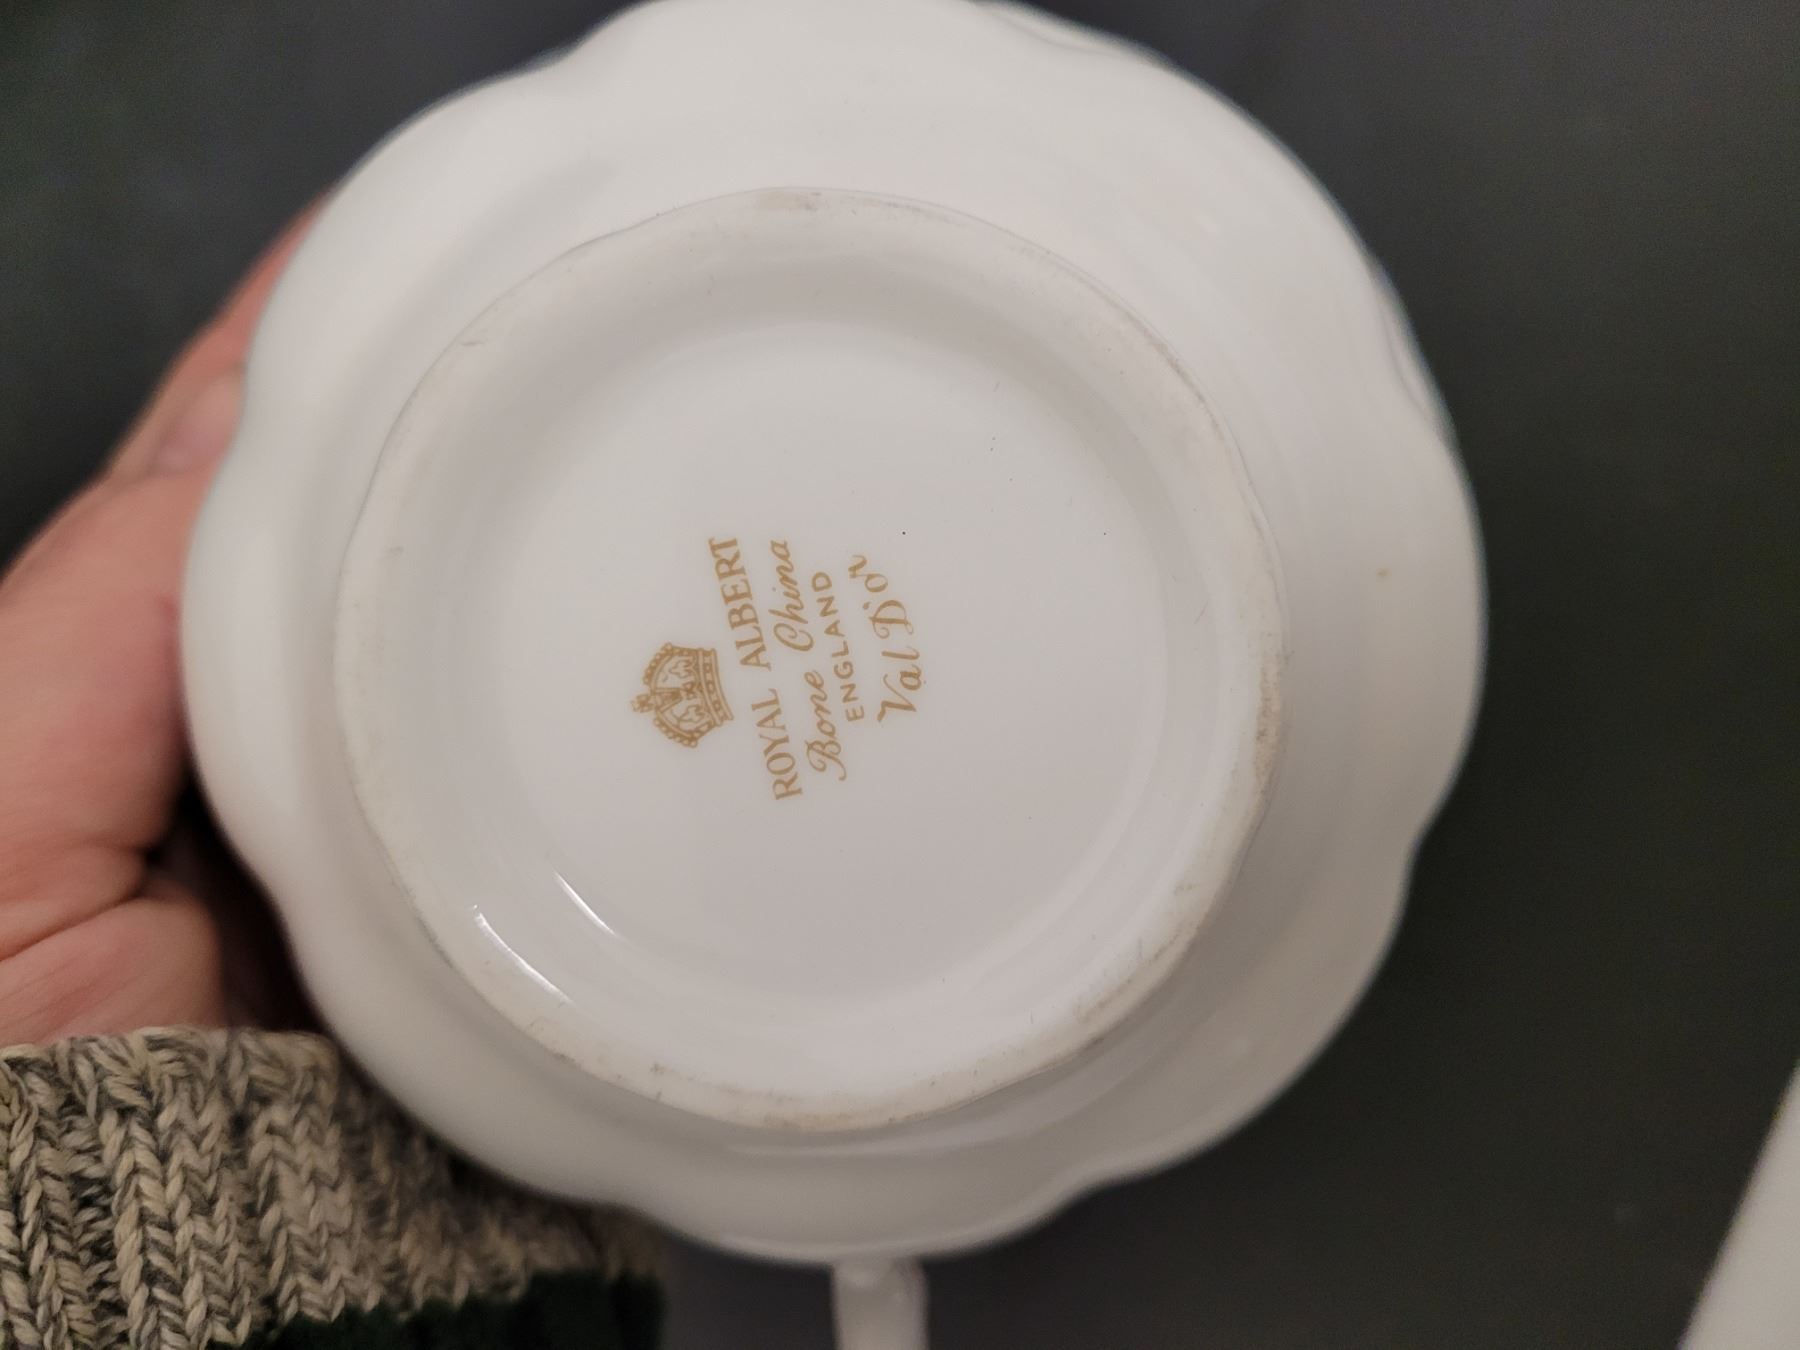 ROYAL ALBERT
Bone China
ENGLAND
Val D'or